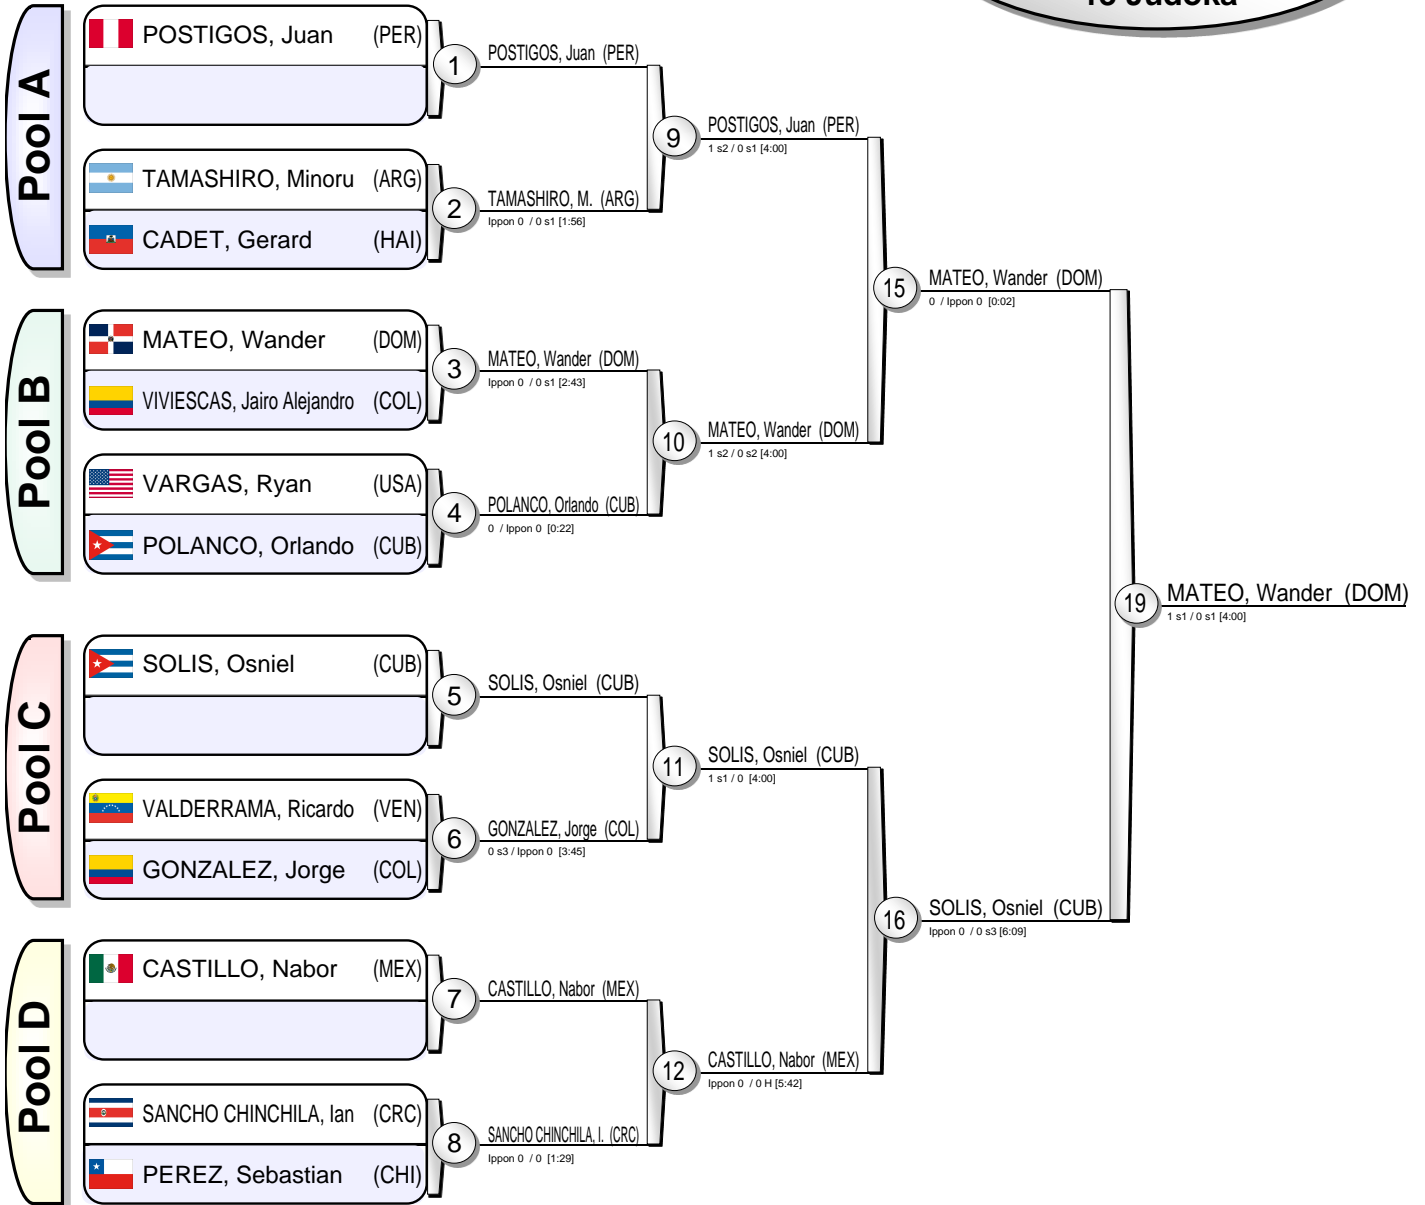 Pool A
POSTIGOS, Juan (PER)
TAMASHIRO, Minoru (ARG)
CADET, Gerard (HAI)
Pool B
MATEO, Wander (DOM)
VIVIESCAS, Jairo Alejandro (COL)
VARGAS, Ryan (USA)
POLANCO, Orlando (CUB)
Pool C
SOLIS, Osniel (CUB)
VALDERRAMA, Ricardo (VEN)
GONZALEZ, Jorge (COL)
Pool D
CASTILLO, Nabor (MEX)
SANCHO CHINCHILA, Ian (CRC)
PEREZ, Sebastian (CHI)
1
POSTIGOS, Juan (PER)
2
TAMASHIRO, M. (ARG)
Ippon 0 / 0 s1 [1:56]
3
MATEO, Wander (DOM)
Ippon 0 / 0 s1 [2:43]
4
POLANCO, Orlando (CUB)
0 / Ippon 0 [0:22]
5
SOLIS, Osniel (CUB)
6
GONZALEZ, Jorge (COL)
0 s3 / Ippon 0 [3:45]
7
CASTILLO, Nabor (MEX)
8
SANCHO CHINCHILA, I. (CRC)
Ippon 0 / 0 [1:29]
9
POSTIGOS, Juan (PER)
1 s2 / 0 s1 [4:00]
10
MATEO, Wander (DOM)
1 s2 / 0 s2 [4:00]
11
SOLIS, Osniel (CUB)
1 s1 / 0 [4:00]
12
CASTILLO, Nabor (MEX)
Ippon 0 / 0 H [5:42]
15
MATEO, Wander (DOM)
0 / Ippon 0 [0:02]
16
SOLIS, Osniel (CUB)
Ippon 0 / 0 s3 [6:09]
19
MATEO, Wander (DOM)
1 s1 / 0 s1 [4:00]